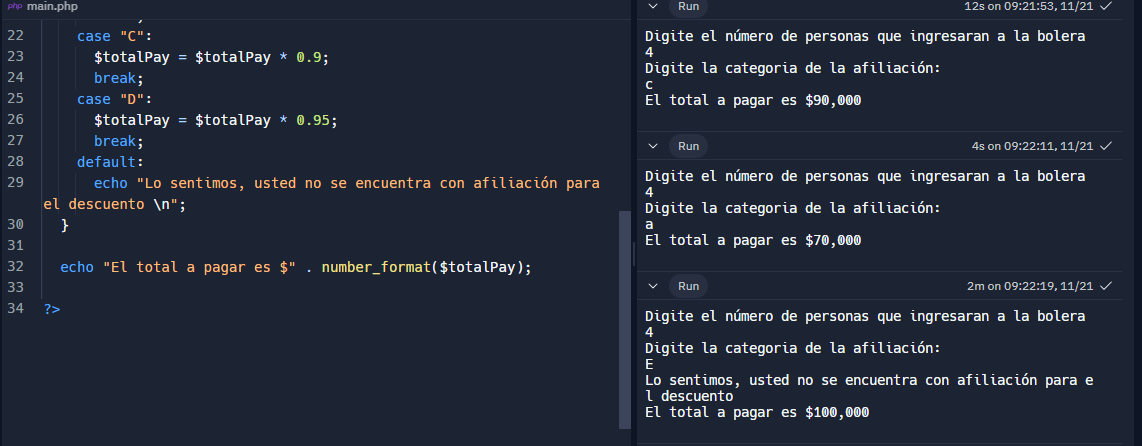 php main.php
22 case "C":
23 $totalPay = $totalPay * 0.9;
24 break;
25 case "D":
26 $totalPay = $totalPay * 0.95;
27 break;
28 default:
29 echo "Lo sentimos, usted no se encuentra con afiliación para
el descuento \n";
30 }
31
32 echo "El total a pagar es $" . number_format($totalPay);
33
34 ?>
Run 12s on 09:21:53, 11/21
Digite el número de personas que ingresaran a la bolera
4
Digite la categoria de la afiliación:
c
El total a pagar es $90,000
Run 4s on 09:22:11, 11/21
Digite el número de personas que ingresaran a la bolera
4
Digite la categoria de la afiliación:
a
El total a pagar es $70,000
Run 2m on 09:22:19, 11/21
Digite el número de personas que ingresaran a la bolera
4
Digite la categoria de la afiliación:
E
Lo sentimos, usted no se encuentra con afiliación para e
l descuento
El total a pagar es $100,000